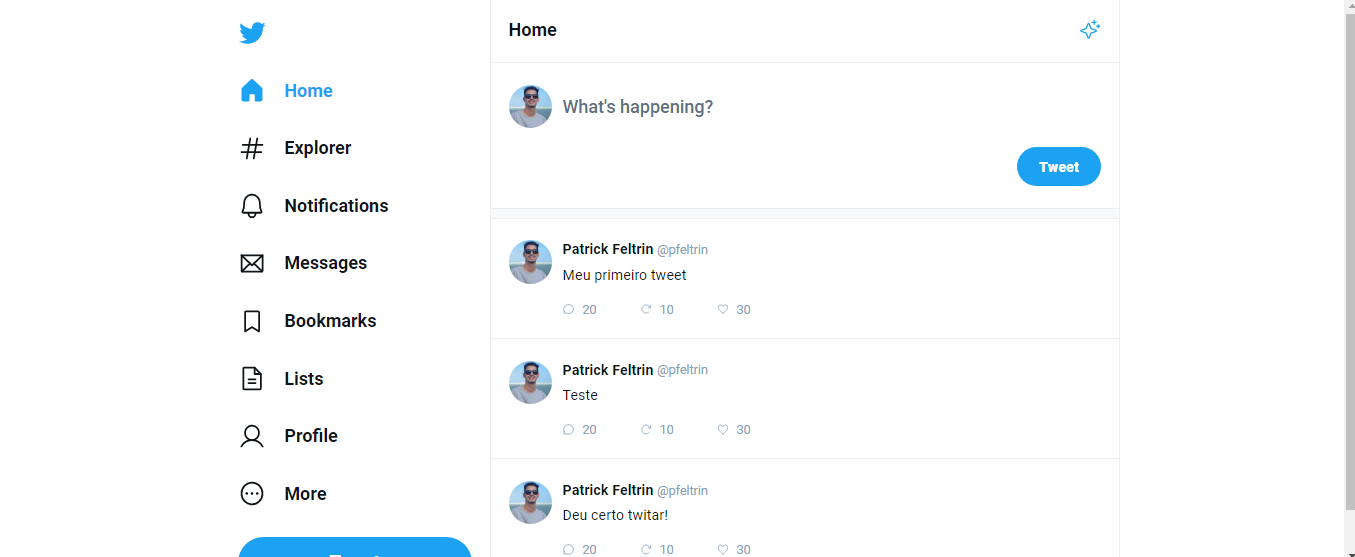 Home
Explorer
Notifications
Messages
Bookmarks
Lists
Profile
More
Home
What's happening?
Tweet
Patrick Feltrin @pfeltrin
Meu primeiro tweet
20 10 30
Patrick Feltrin @pfeltrin
Teste
20 10 30
Patrick Feltrin @pfeltrin
Deu certo twitar!
20 10 30